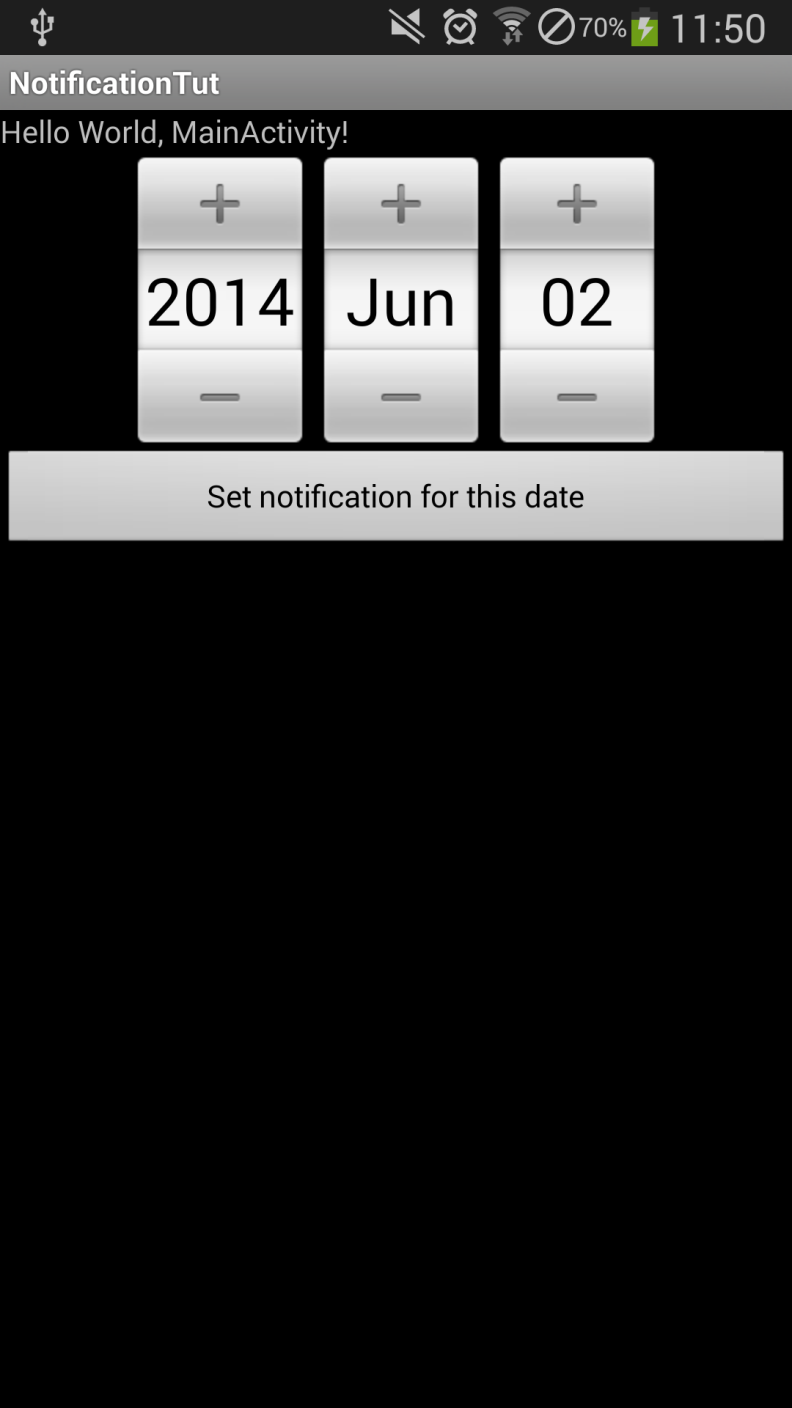 70% 11:50
NotificationTut
Hello World, MainActivity!
2014 Jun 02
Set notification for this date